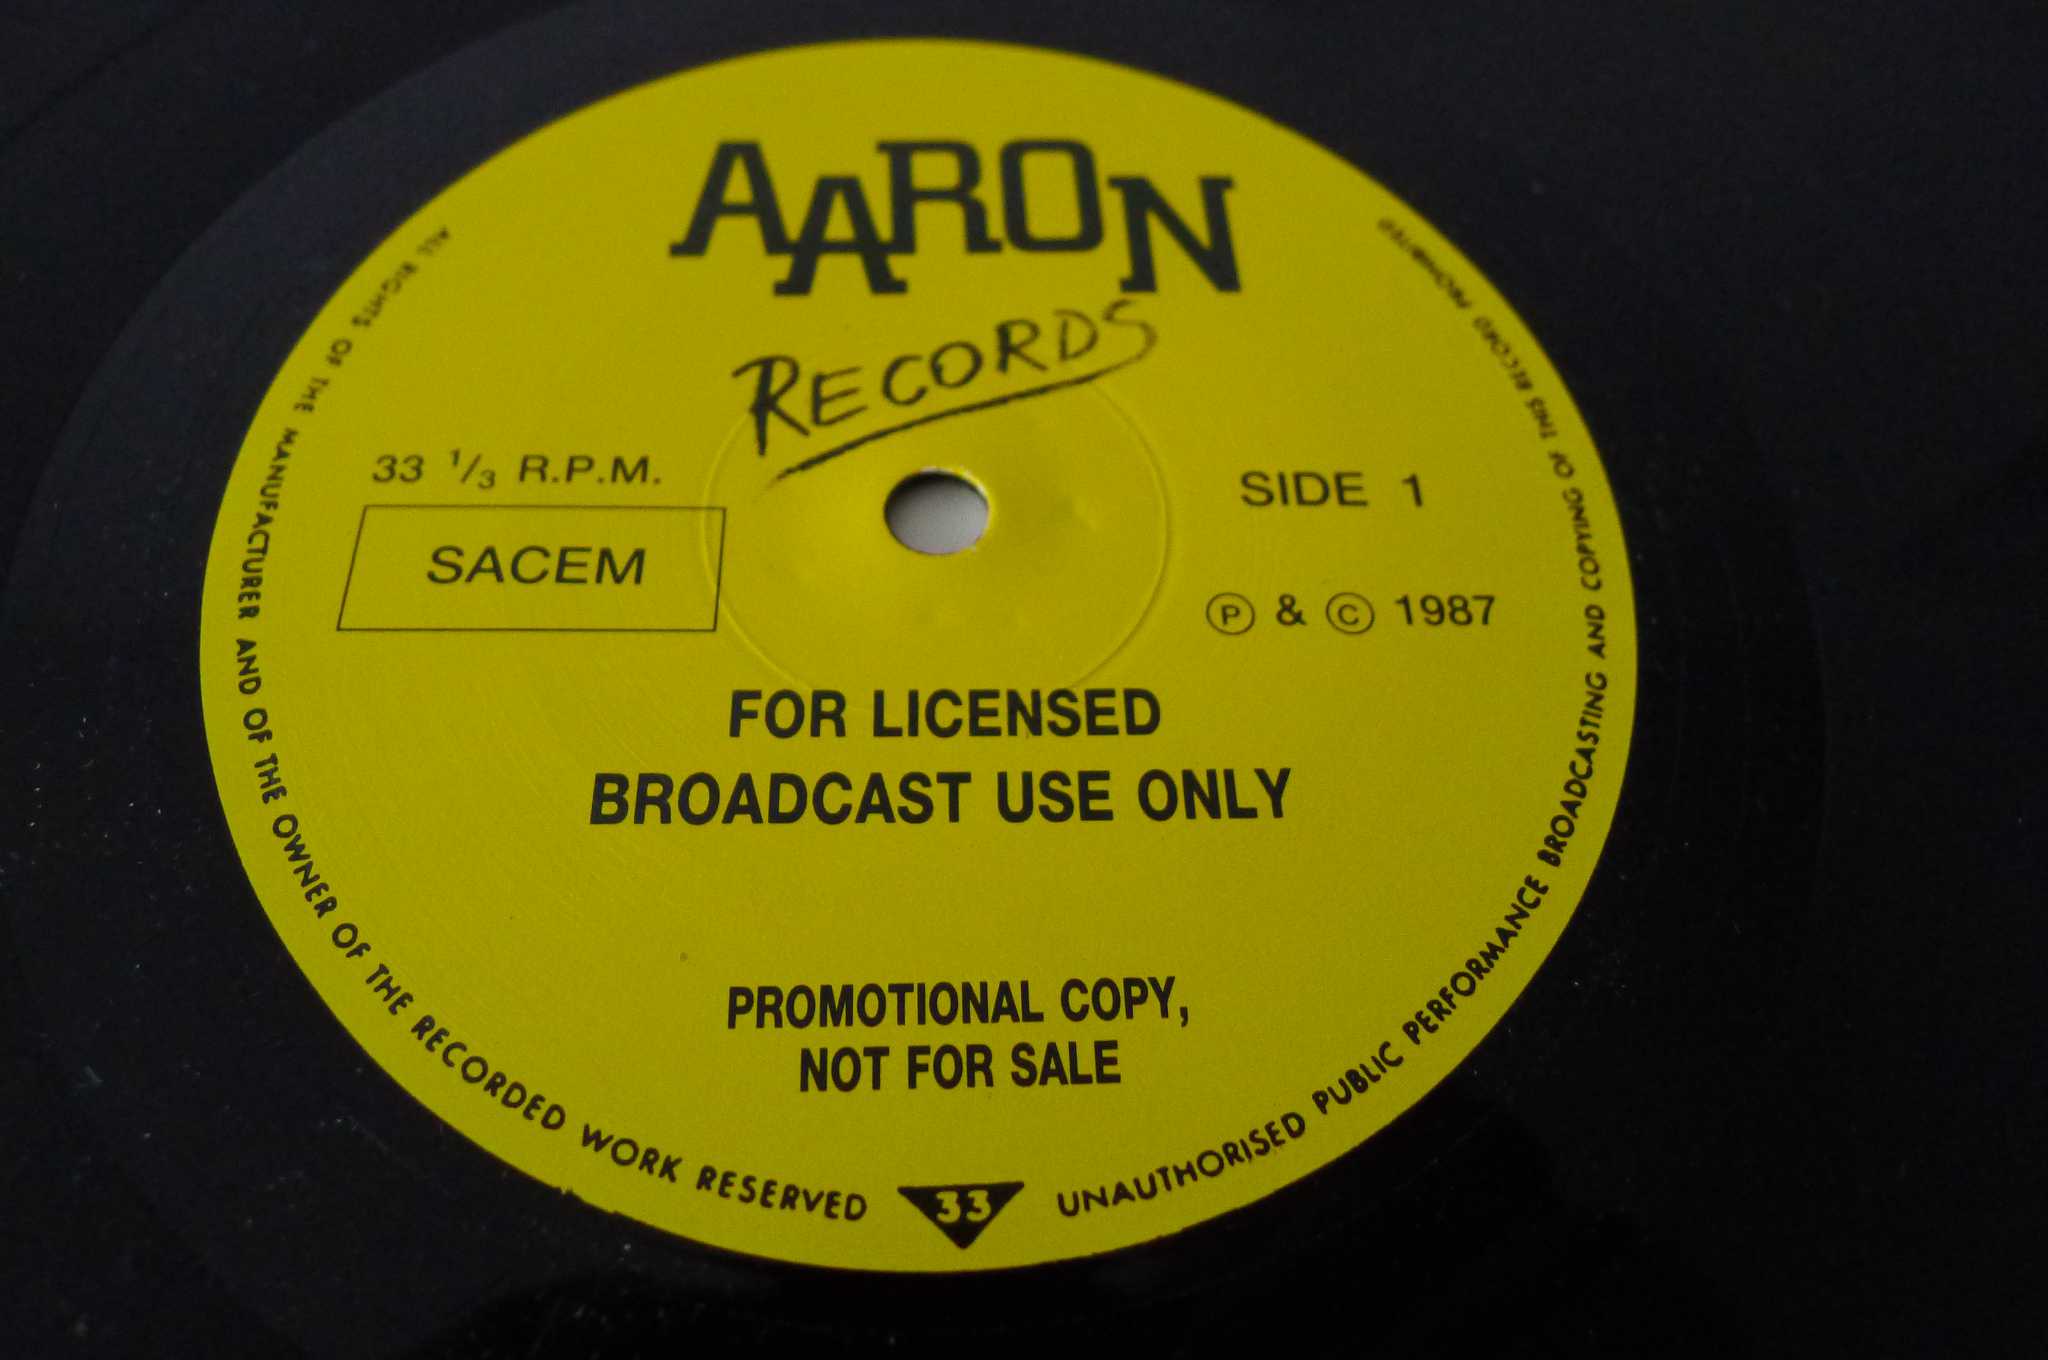 AARON
RECORDS
33 1/3 R.P.M.
SACEM
SIDE 1
Ⓟ & © 1987
FOR LICENSED
BROADCAST USE ONLY
PROMOTIONAL COPY,
NOT FOR SALE
ALL RIGHTS OF THE MANUFACTURER AND OF THE OWNER OF THE RECORDED WORK RESERVED
33
UNAUTHORISED PUBLIC PERFORMANCE BROADCASTING AND COPYING OF THIS RECORD PROHIBITED